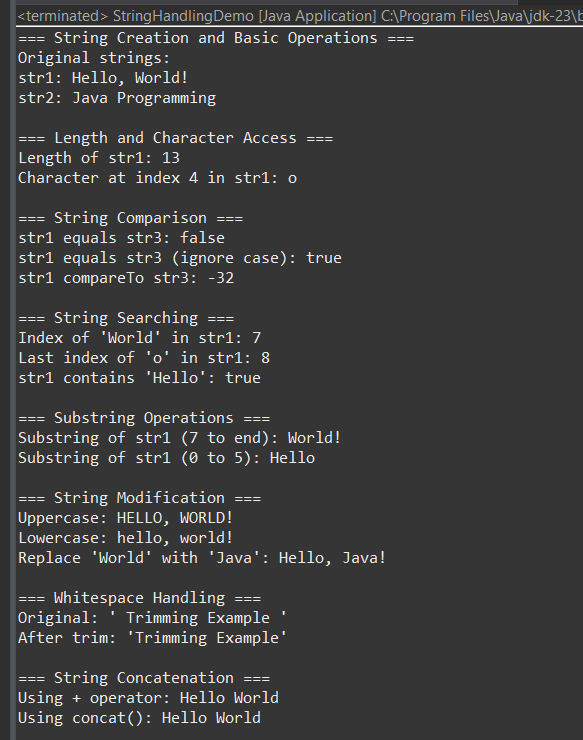 <terminated> StringHandlingDemo [Java Application] C:\Program Files\Java\jdk-23\b
=== String Creation and Basic Operations ===
Original strings:
str1: Hello, World!
str2: Java Programming
=== Length and Character Access ===
Length of str1: 13
Character at index 4 in str1: o
=== String Comparison ===
str1 equals str3: false
str1 equals str3 (ignore case): true
str1 compareTo str3: -32
=== String Searching ===
Index of 'World' in str1: 7
Last index of 'o' in str1: 8
str1 contains 'Hello': true
=== Substring Operations ===
Substring of str1 (7 to end): World!
Substring of str1 (0 to 5): Hello
=== String Modification ===
Uppercase: HELLO, WORLD!
Lowercase: hello, world!
Replace 'World' with 'Java': Hello, Java!
=== Whitespace Handling ===
Original: ' Trimming Example '
After trim: 'Trimming Example'
=== String Concatenation ===
Using + operator: Hello World
Using concat(): Hello World